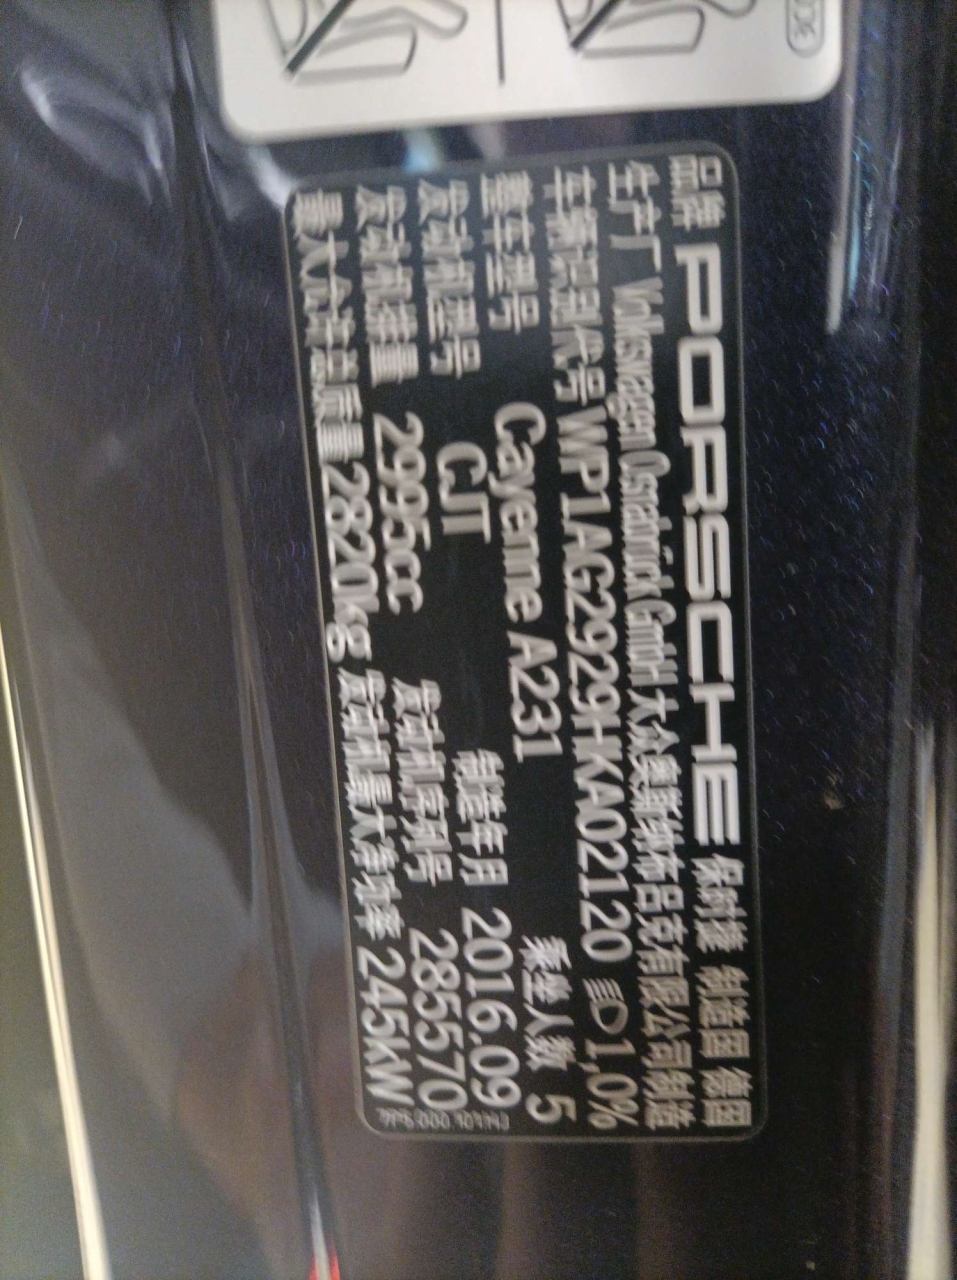 品牌 PORSCHE 保时捷 制造国 德国
生产厂 Volkswagen Osnabrück GmbH 大众奥斯纳布吕克有限公司制造
车辆识别代号 WP1AG2929HKA02120 1,0%
整车型号 Cayenne A231 乘坐人数 5
发动机型号 CJT 制造年月 2016.09
发动机排量 2995cc 发动机序列号 285570
最大允许总质量 2820kg 发动机最大净功率 245kW